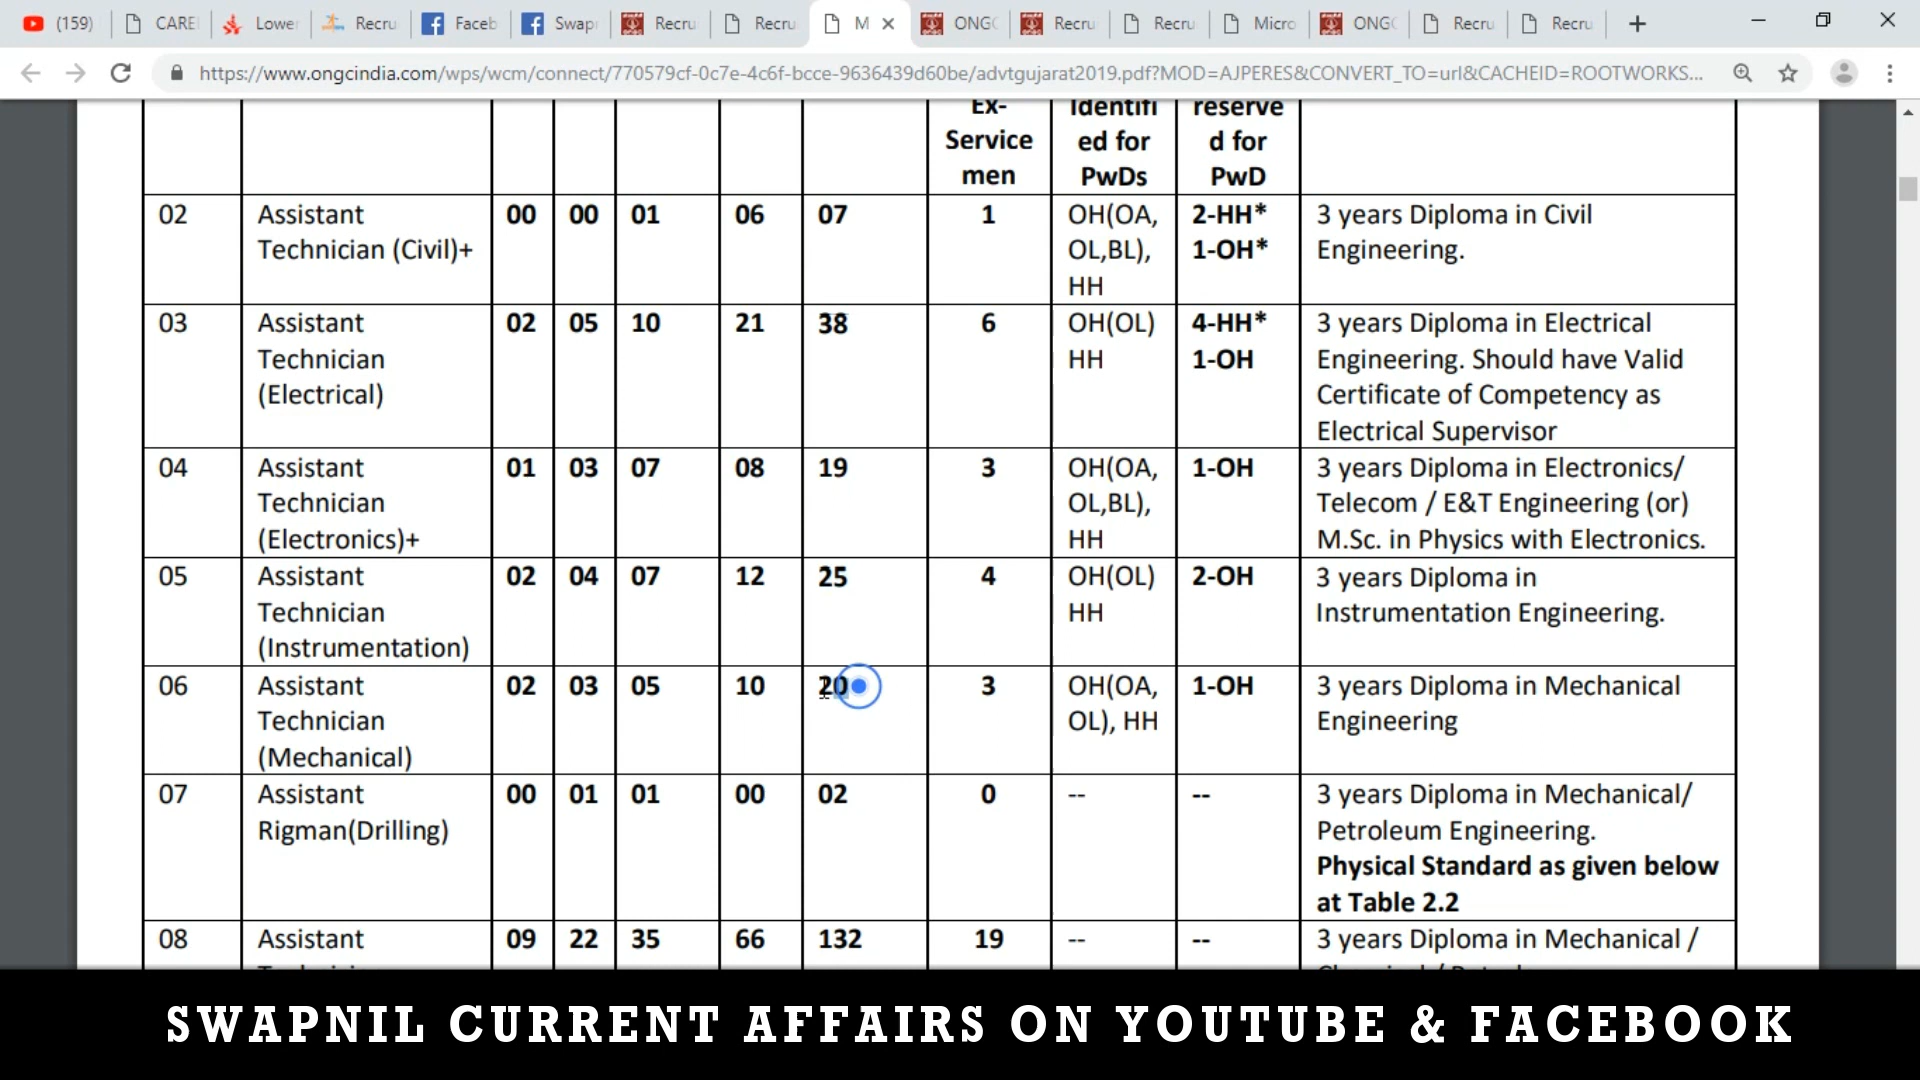 (159)
CARE
Lower
Recru
Faceb
Swapn
Recru
Recru
M
ONGC
Recru
Recru
Micro
ONGC
Recru
Recru
https://www.ongcindia.com/wps/wcm/connect/770579cf-0c7e-4c6f-bcce-9636439d60be/advtgujarat2019.pdf?MOD=AJPERES&CONVERT_TO=url&CACHEID=ROOTWORKS...
Ex-
Service
men
Identifi
ed for
PwDs
reserve
d for
PwD
02
Assistant
Technician (Civil)+
00
00
01
06
07
1
OH(OA,
OL,BL),
HH
2-HH*
1-OH*
3 years Diploma in Civil
Engineering.
03
Assistant
Technician
(Electrical)
02
05
10
21
38
6
OH(OL)
HH
4-HH*
1-OH
3 years Diploma in Electrical
Engineering. Should have Valid
Certificate of Competency as
Electrical Supervisor
04
Assistant
Technician
(Electronics)+
01
03
07
08
19
3
OH(OA,
OL,BL),
HH
1-OH
3 years Diploma in Electronics/
Telecom / E&T Engineering (or)
M.Sc. in Physics with Electronics.
05
Assistant
Technician
(Instrumentation)
02
04
07
12
25
4
OH(OL)
HH
2-OH
3 years Diploma in
Instrumentation Engineering.
06
Assistant
Technician
(Mechanical)
02
03
05
10
20
3
OH(OA,
OL), HH
1-OH
3 years Diploma in Mechanical
Engineering
07
Assistant
Rigman(Drilling)
00
01
01
00
02
0
--
--
3 years Diploma in Mechanical/
Petroleum Engineering.
Physical Standard as given below
at Table 2.2
08
Assistant
09
22
35
66
132
19
--
--
3 years Diploma in Mechanical /
SWAPNIL CURRENT AFFAIRS ON YOUTUBE & FACEBOOK